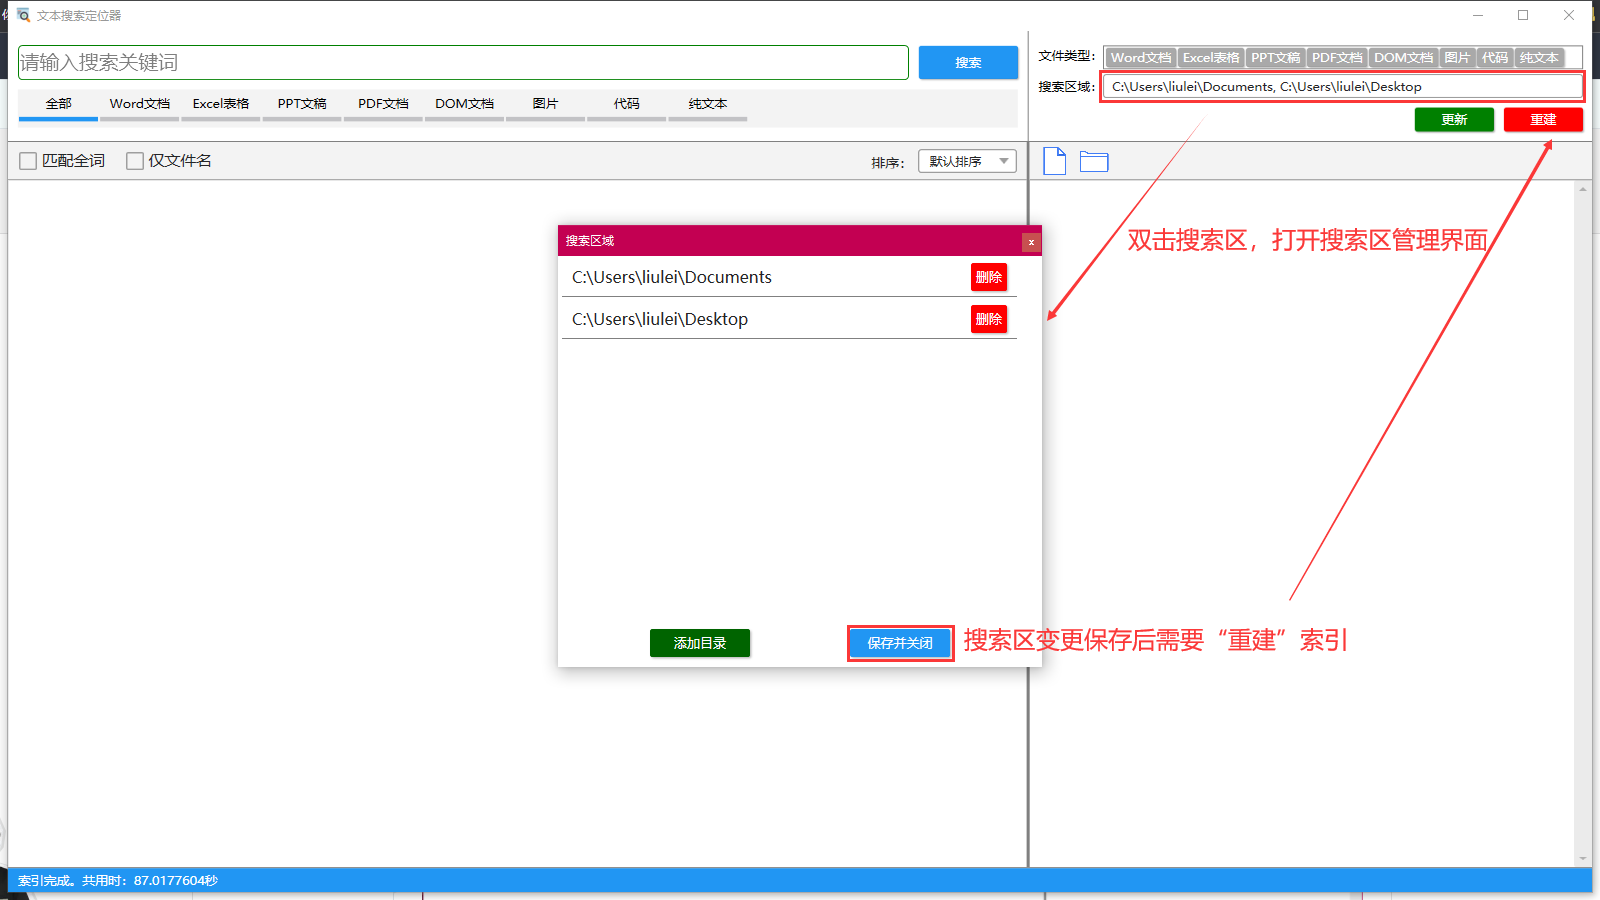 文本搜索定位器
请输入搜索关键词
搜索
文件类型：
Word文档 Excel表格 PPT文稿 PDF文档 DOM文档 图片 代码 纯文本
搜索区域：
C:\Users\liulei\Documents, C:\Users\liulei\Desktop
全部 Word文档 Excel表格 PPT文稿 PDF文档 DOM文档 图片 代码 纯文本
更新 重建
匹配全词 仅文件名
排序： 默认排序
搜索区域
x
C:\Users\liulei\Documents 删除
C:\Users\liulei\Desktop 删除
双击搜索区，打开搜索区管理界面
添加目录 保存并关闭
搜索区变更保存后需要“重建”索引
索引完成。共用时：87.0177604秒